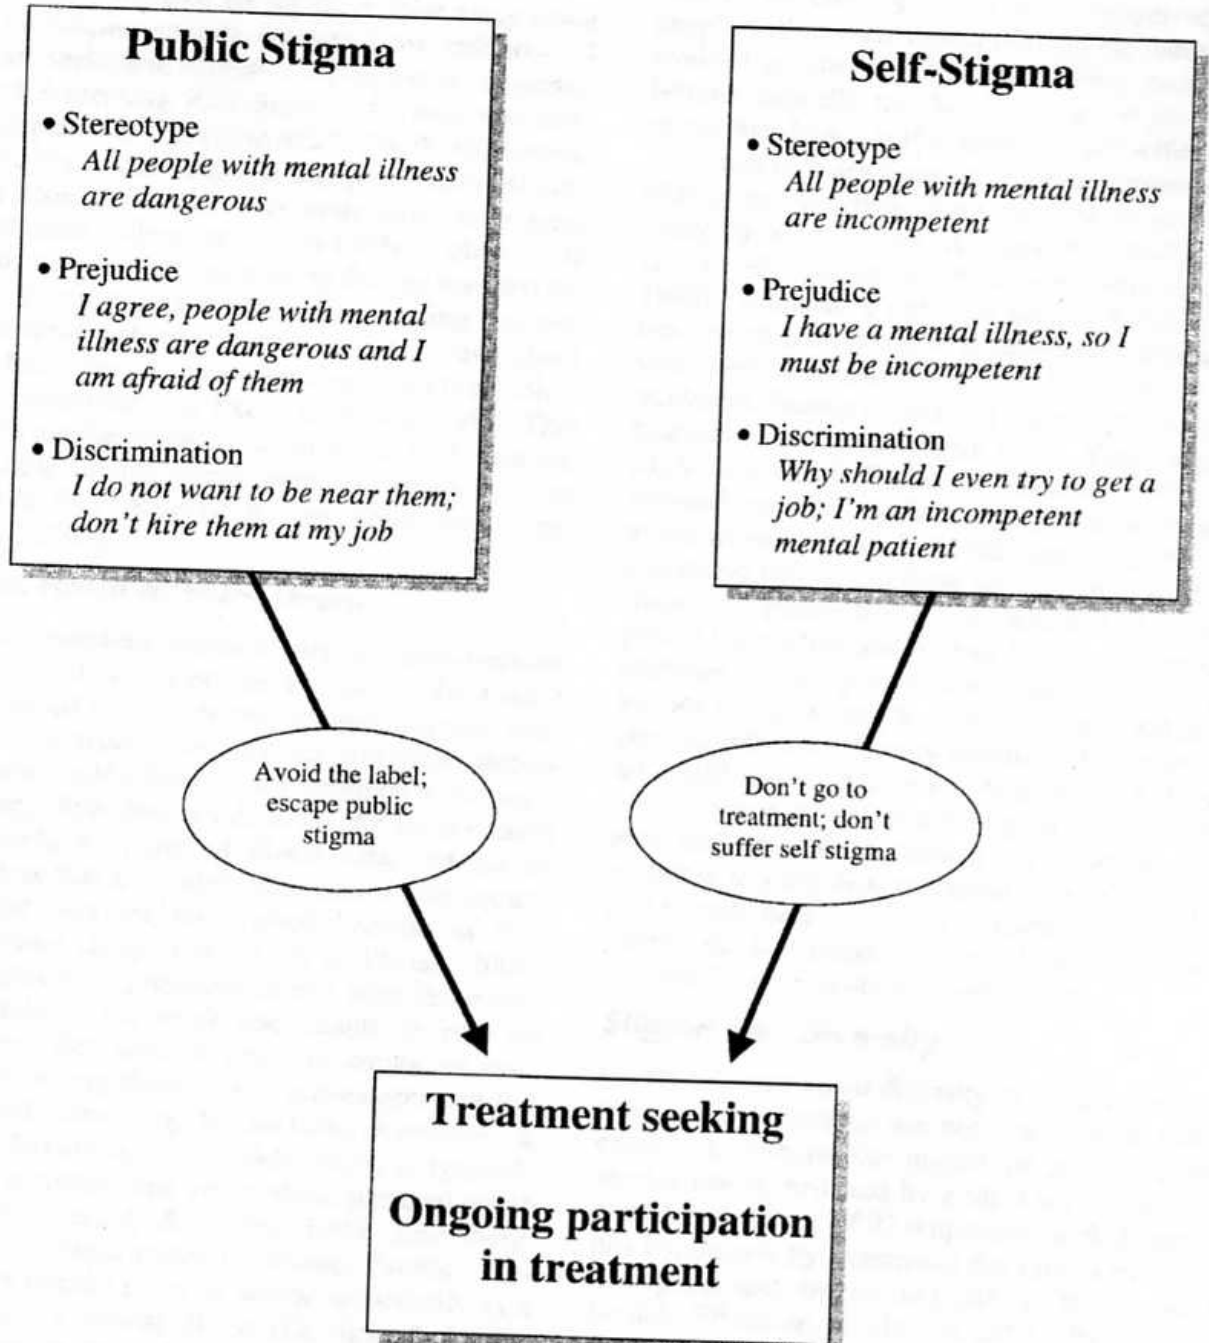 Public Stigma
• Stereotype
All people with mental illness
are dangerous
• Prejudice
I agree, people with mental
illness are dangerous and I
am afraid of them
• Discrimination
I do not want to be near them;
don't hire them at my job
Self-Stigma
• Stereotype
All people with mental illness
are incompetent
• Prejudice
I have a mental illness, so I
must be incompetent
• Discrimination
Why should I even try to get a
job; I'm an incompetent
mental patient
Avoid the label;
escape public
stigma
Don't go to
treatment; don't
suffer self stigma
Treatment seeking
Ongoing participation
in treatment